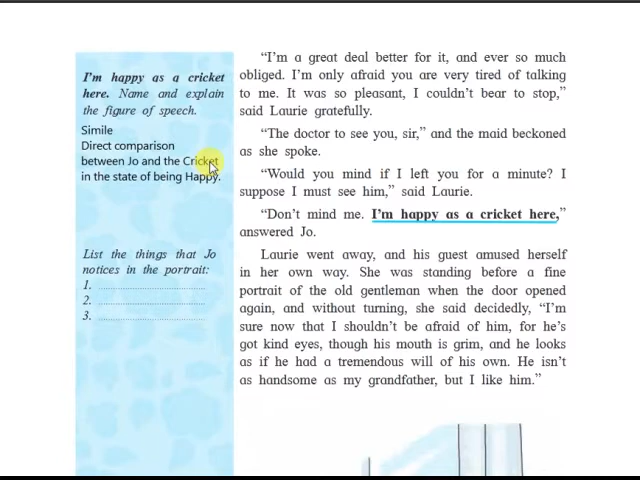 I'm happy as a cricket
here. Name and explain
the figure of speech.
Simile
Direct comparison
between Jo and the Cricket
in the state of being Happy.
List the things that Jo
notices in the portrait:
1. ..............................
2. ..............................
3. ..............................
“I'm a great deal better for it, and ever so much
obliged. I'm only afraid you are very tired of talking
to me. It was so pleasant, I couldn't bear to stop,”
said Laurie gratefully.
“The doctor to see you, sir,” and the maid beckoned
as she spoke.
“Would you mind if I left you for a minute? I
suppose I must see him,” said Laurie.
“Don't mind me. I'm happy as a cricket here,”
answered Jo.
Laurie went away, and his guest amused herself
in her own way. She was standing before a fine
portrait of the old gentleman when the door opened
again, and without turning, she said decidedly, “I'm
sure now that I shouldn't be afraid of him, for he's
got kind eyes, though his mouth is grim, and he looks
as if he had a tremendous will of his own. He isn't
as handsome as my grandfather, but I like him.”